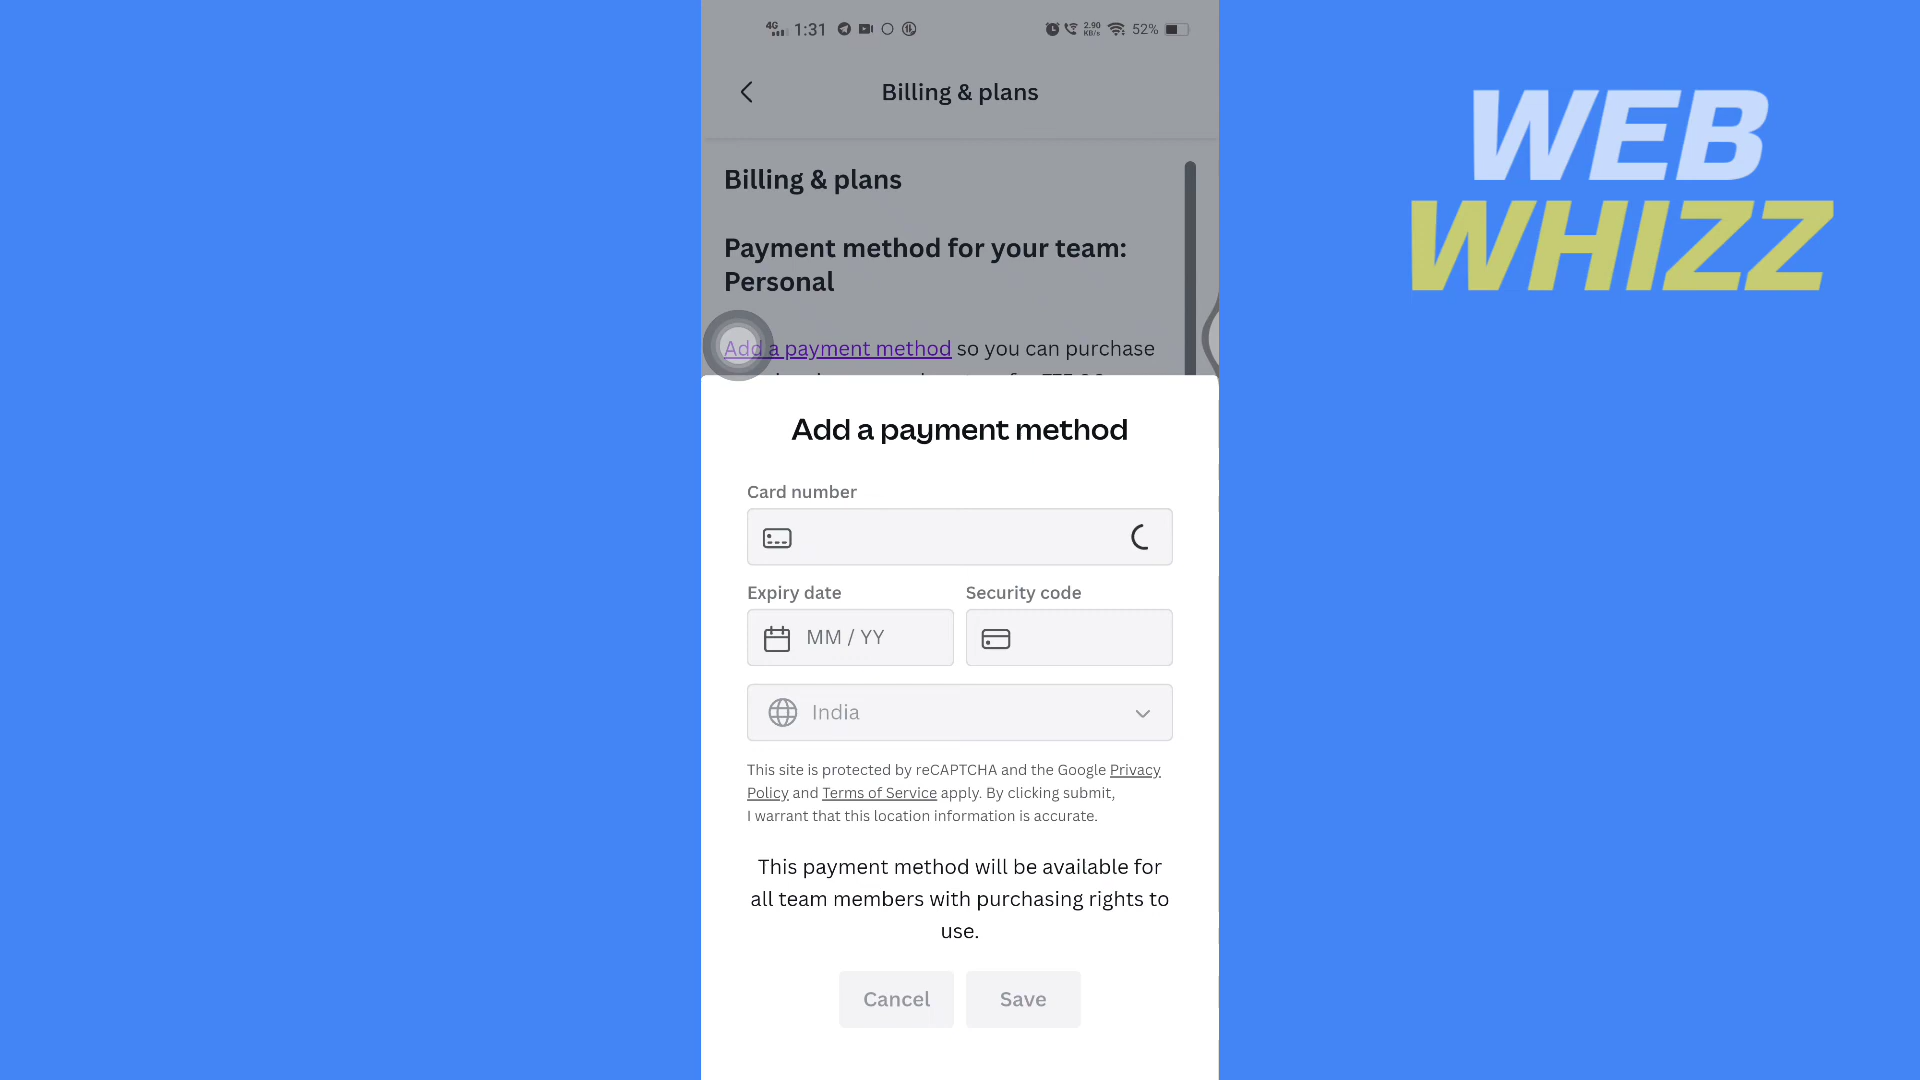 4G 1:31 2.90 KB/s 52%
Billing & plans
WEB
WHIZZ
Billing & plans
Payment method for your team:
Personal
Add a payment method so you can purchase
Add a payment method
Card number
Expiry date Security code
MM / YY
India
This site is protected by reCAPTCHA and the Google Privacy
Policy and Terms of Service apply. By clicking submit,
I warrant that this location information is accurate.
This payment method will be available for
all team members with purchasing rights to
use.
Cancel Save